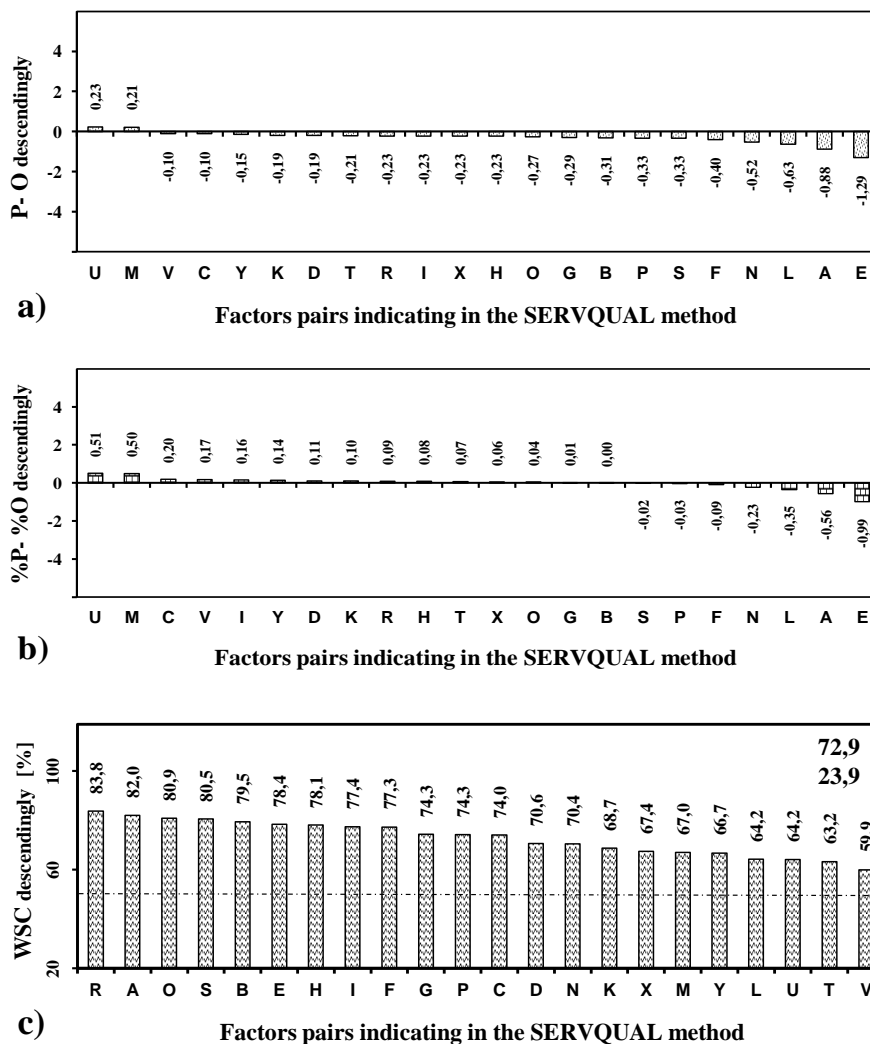 P- O descendingly
4
2
0
-2
-4
0,23 0,21 -0,10 -0,10 -0,15 -0,19 -0,19 -0,21 -0,23 -0,23 -0,23 -0,23 -0,27 -0,29 -0,31 -0,33 -0,33 -0,40 -0,52 -0,63 -0,88 -1,29
U M V C Y K D T R I X H O G B P S F N L A E
a)
Factors pairs indicating in the SERVQUAL method
%P- %O descendingly
4
2
0
-2
-4
0,51 0,50 0,20 0,17 0,16 0,14 0,11 0,10 0,09 0,08 0,07 0,06 0,04 0,01 0,00 -0,02 -0,03 -0,09 -0,23 -0,35 -0,56 -0,99
U M C V I Y D K R H T X O G B S P F N L A E
b)
Factors pairs indicating in the SERVQUAL method
WSC descendingly [%]
100
60
20
72,9
23,9
83,8 82,0 80,9 80,5 79,5 78,4 78,1 77,4 77,3 74,3 74,3 74,0 70,6 70,4 68,7 67,4 67,0 66,7 64,2 64,2 63,2 59,9
R A O S B E H I F G P C D N K X M Y L U T V
c)
Factors pairs indicating in the SERVQUAL method